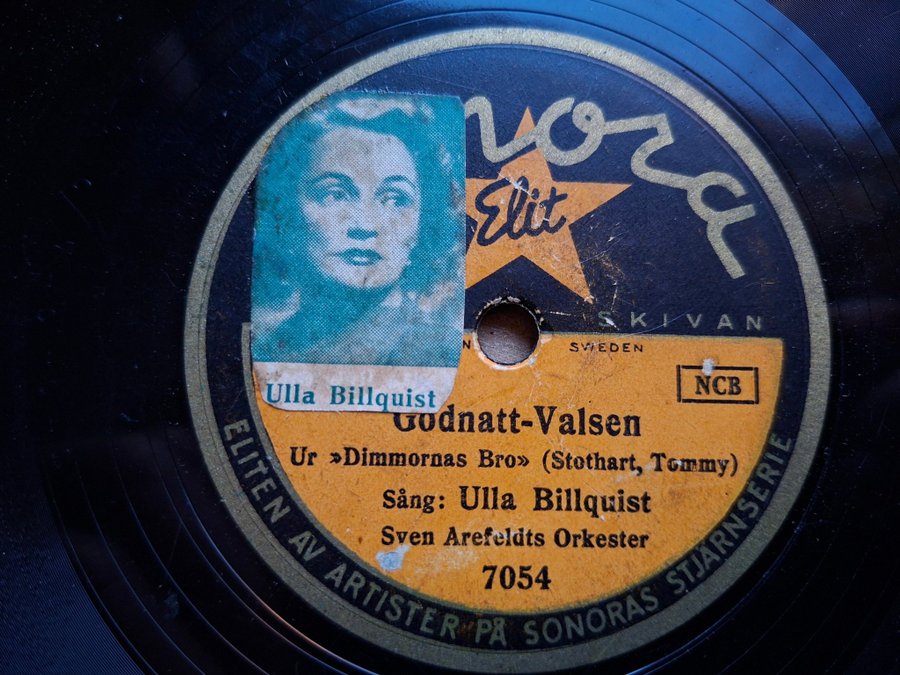 nora
Elit
SKIVAN
N SWEDEN
NCB
Ulla Billquist
Godnatt-Valsen
Ur »Dimmornas Bro» (Stothart, Tommy)
Sång: Ulla Billquist
Sven Arefeldts Orkester
7054
ELITEN AV ARTISTER PÅ SONORAS STJÄRNSERIE